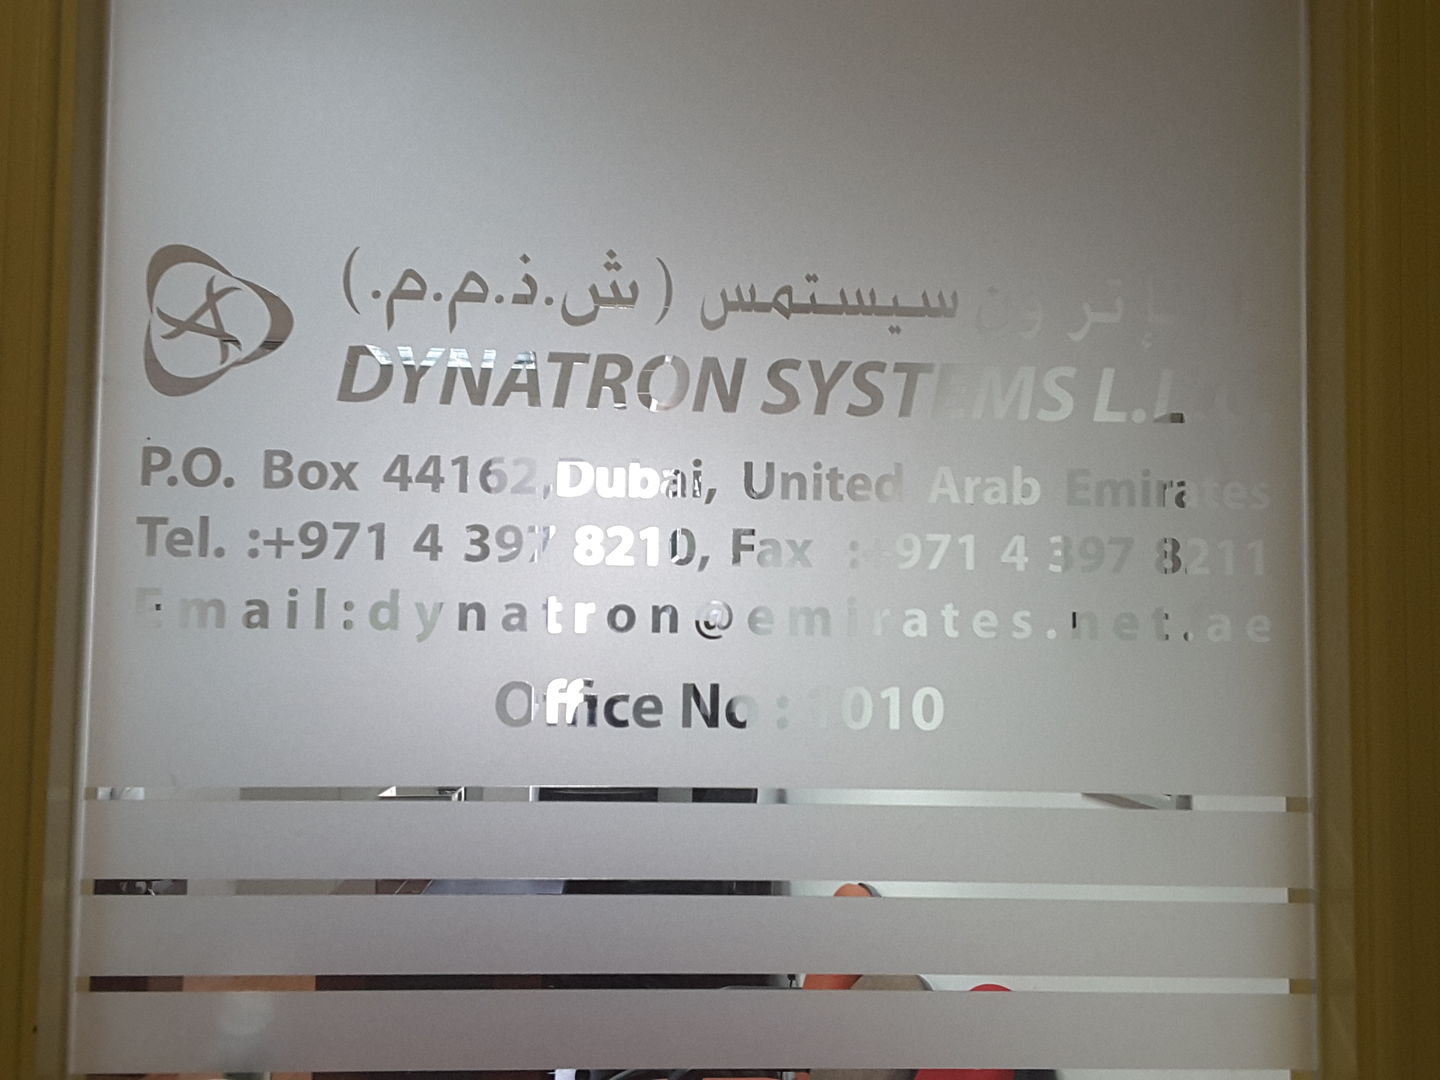 سيستمس (ش.ذ.م.م.)
DYNATRON SYSTEMS L.L.C.
P.O. Box 44162, Dubai, United Arab Emirates
Tel. :+971 4 397 8210, Fax :+971 4 397 8211
Email:dynatron@emirates.net.ae
Office No : 1010